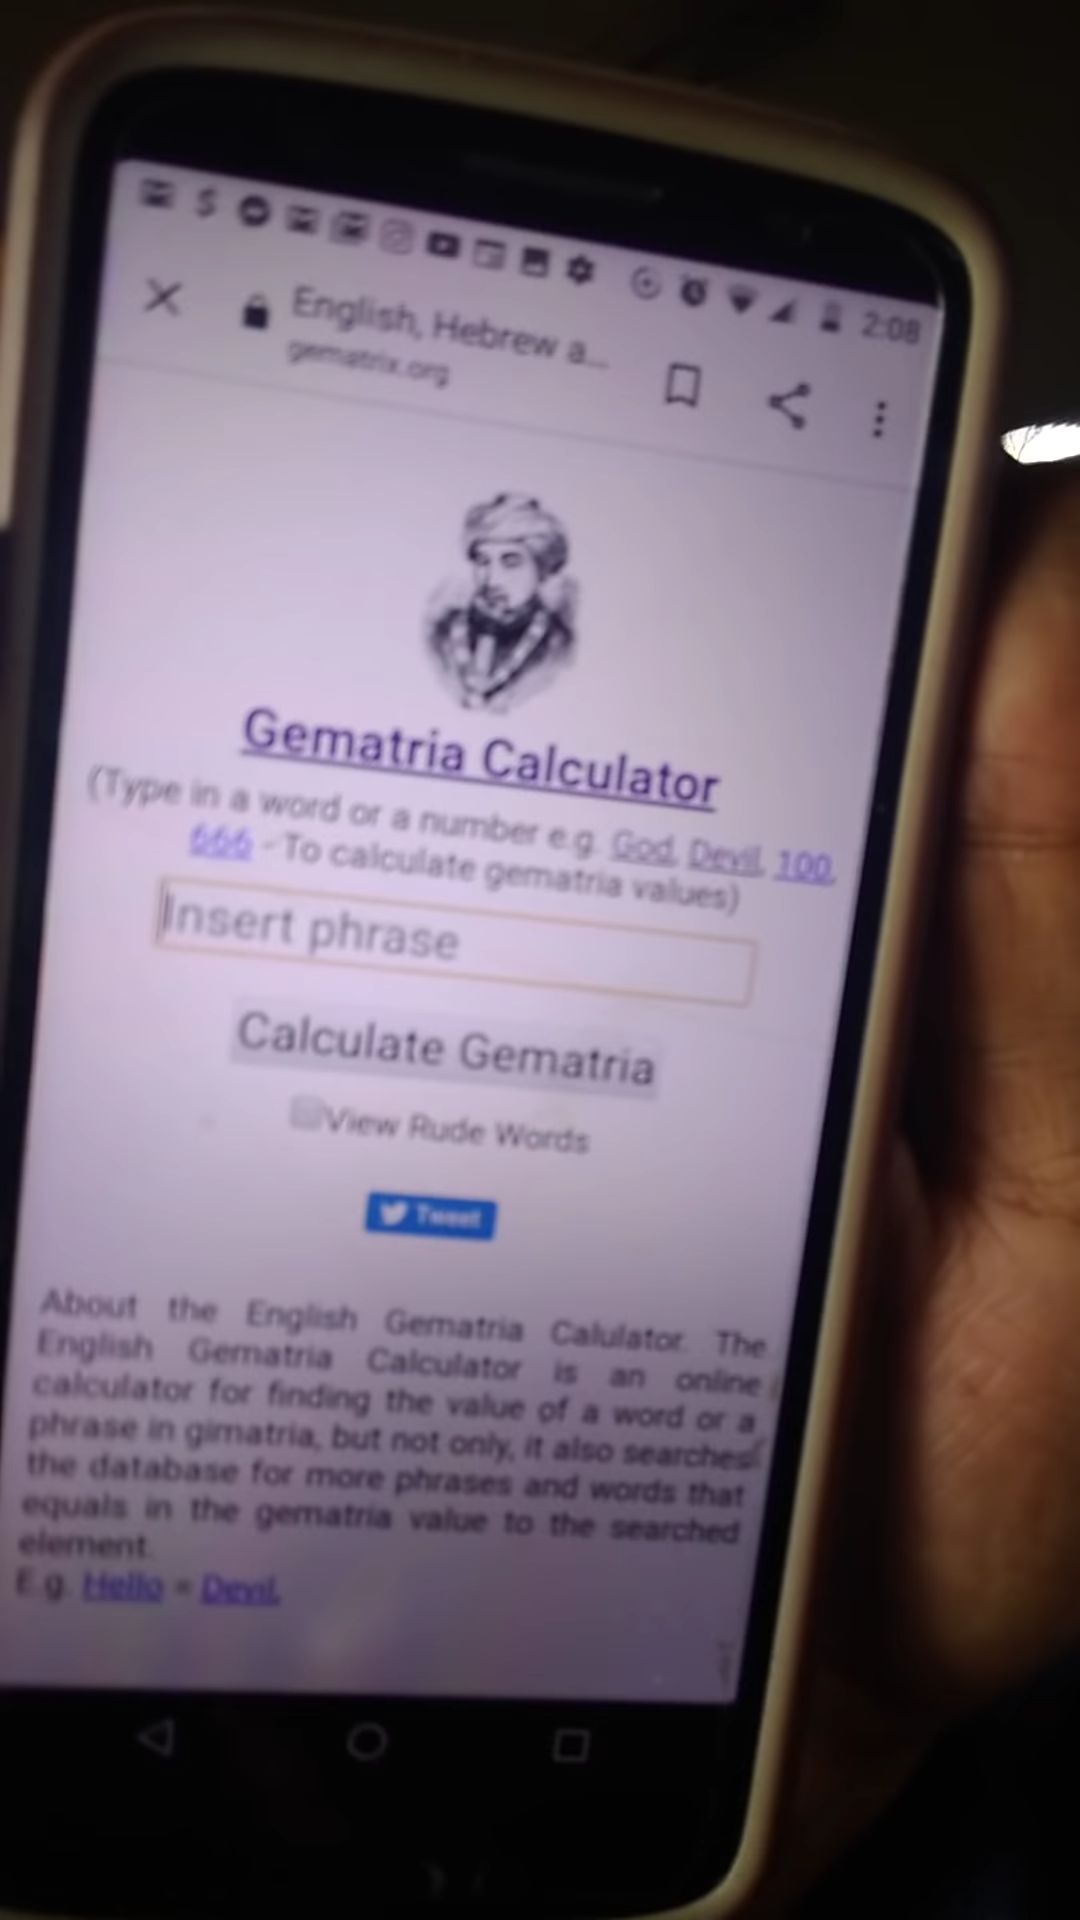 2:08
English, Hebrew a...
gematrix.org
Gematria Calculator
(Type in a word or a number e.g. God, Devil, 100,
666 - To calculate gematria values)
Insert phrase
Calculate Gematria
View Rude Words
Tweet
About the English Gematria Calulator. The
English Gematria Calculator is an online
calculator for finding the value of a word or a
phrase in gimatria, but not only, it also searches
the database for more phrases and words that
equals in the gematria value to the searched
element.
E.g. Hello = Devil.